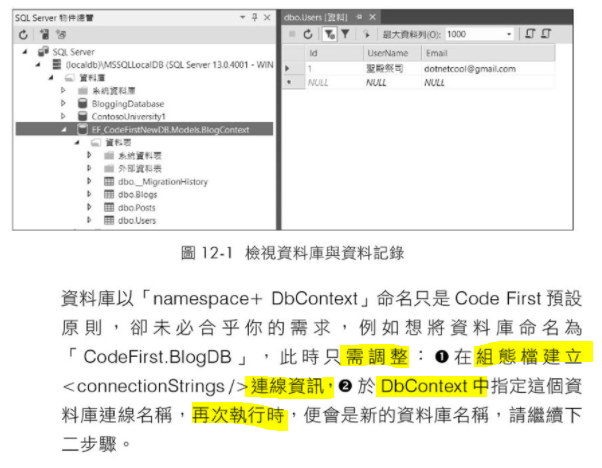 SQL Server 物件總管
SQL Server
(localdb)\MSSQLLocalDB (SQL Server 13.0.4001 - WIN
資料庫
系統資料庫
BloggingDatabase
ContosoUniversity1
EF_CodeFirstNewDB.Models.BlogContext
資料表
系統資料表
外部資料表
dbo.__MigrationHistory
dbo.Blogs
dbo.Posts
dbo.Users
dbo.Users [資料]
最大資料列(O): 1000
Id UserName Email
1 聖殿祭司 dotnetcool@gmail.com
NULL NULL NULL
圖 12-1 檢視資料庫與資料記錄
資料庫以「namespace+ DbContext」命名只是 Code First 預設
原則，卻未必合乎你的需求，例如想將資料庫命名為
「CodeFirst.BlogDB」，此時只需調整：❶在組態檔建立
<connectionStrings />連線資訊，❷於 DbContext 中指定這個資
料庫連線名稱，再次執行時，便會是新的資料庫名稱，請繼續下
二步驟。